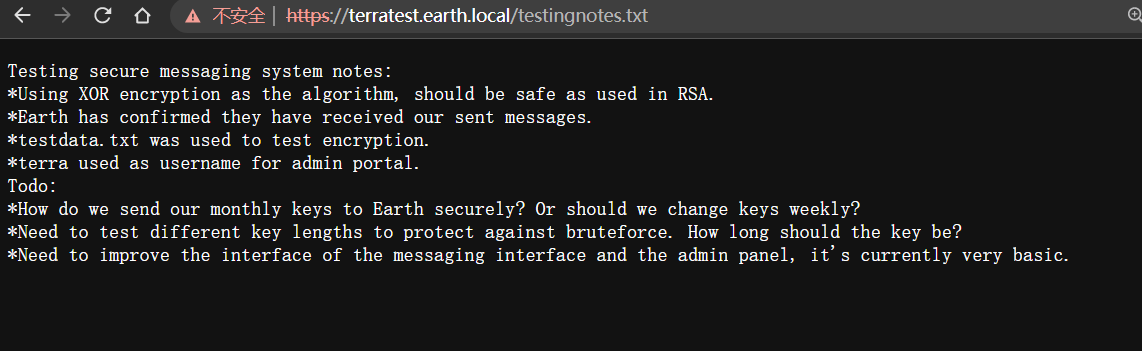 不安全 https://terratest.earth.local/testingnotes.txt
Testing secure messaging system notes:
*Using XOR encryption as the algorithm, should be safe as used in RSA.
*Earth has confirmed they have received our sent messages.
*testdata.txt was used to test encryption.
*terra used as username for admin portal.
Todo:
*How do we send our monthly keys to Earth securely? Or should we change keys weekly?
*Need to test different key lengths to protect against bruteforce. How long should the key be?
*Need to improve the interface of the messaging interface and the admin panel, it's currently very basic.